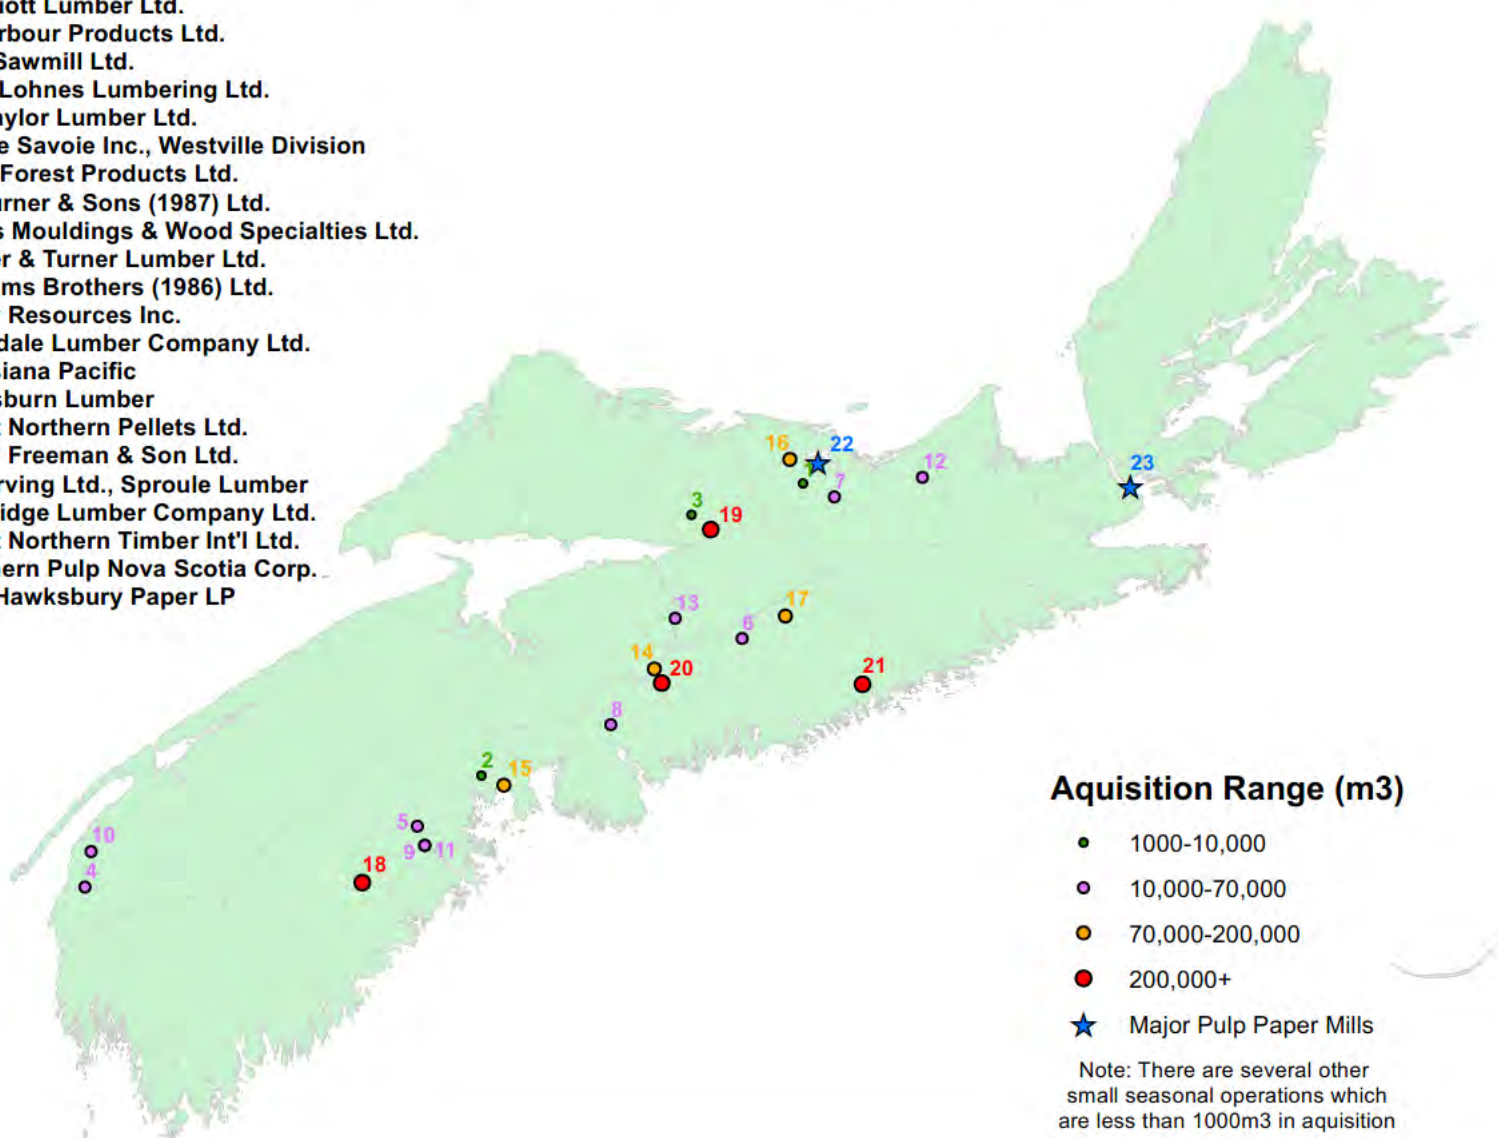 iott Lumber Ltd.
rbour Products Ltd.
Sawmill Ltd.
Lohnes Lumbering Ltd.
aylor Lumber Ltd.
e Savoie Inc., Westville Division
Forest Products Ltd.
urner & Sons (1987) Ltd.
s Mouldings & Wood Specialties Ltd.
er & Turner Lumber Ltd.
ms Brothers (1986) Ltd.
Resources Inc.
dale Lumber Company Ltd.
siana Pacific
sburn Lumber
t Northern Pellets Ltd.
Freeman & Son Ltd.
rving Ltd., Sproule Lumber
ridge Lumber Company Ltd.
t Northern Timber Int'l Ltd.
ern Pulp Nova Scotia Corp.
Hawksbury Paper LP
16
22
1
7
12
23
3
19
13
6
17
14
20
21
8
2
15
5
9
11
10
4
18
Aquisition Range (m3)
1000-10,000
10,000-70,000
70,000-200,000
200,000+
Major Pulp Paper Mills
Note: There are several other
small seasonal operations which
are less than 1000m3 in aquisition